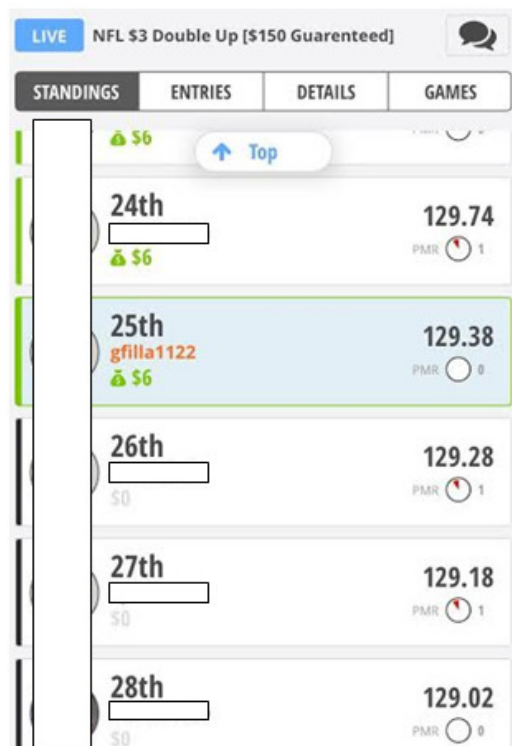 LIVE NFL $3 Double Up [$150 Guarenteed]
STANDINGS ENTRIES DETAILS GAMES
$6
Top
24th
129.74
PMR 1
$6
25th
129.38
gfilla1122
PMR 0
$6
26th
129.28
PMR 1
$0
27th
129.18
PMR 1
$0
28th
129.02
PMR 0
$0